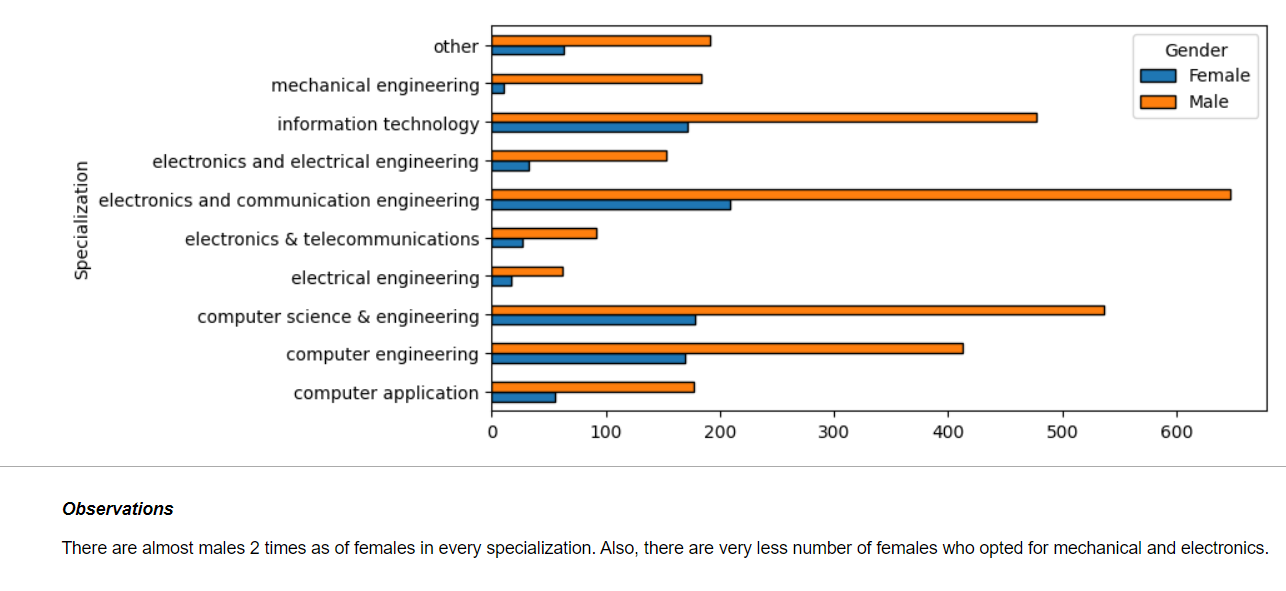 other
mechanical engineering
information technology
electronics and electrical engineering
electronics and communication engineering
electronics & telecommunications
electrical engineering
computer science & engineering
computer engineering
computer application
Specialization
0 100 200 300 400 500 600
Gender
Female
Male
Observations
There are almost males 2 times as of females in every specialization. Also, there are very less number of females who opted for mechanical and electronics.